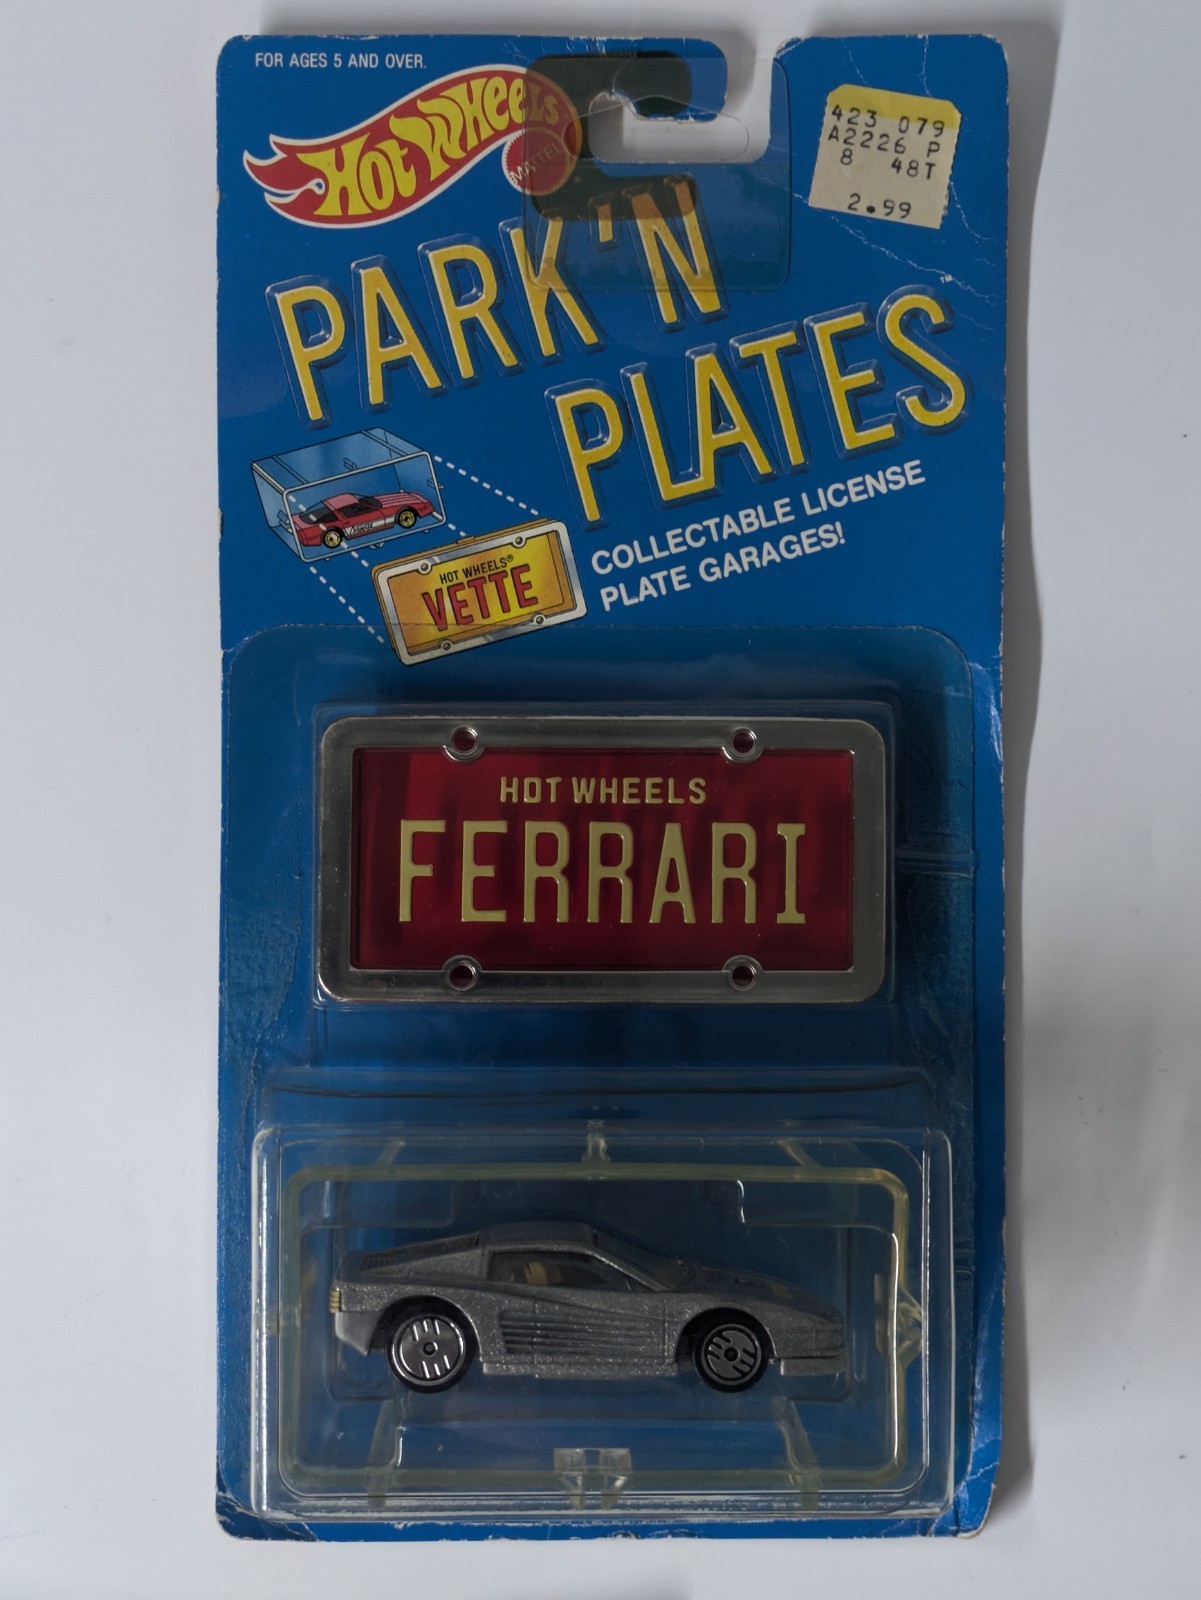 FOR AGES 5 AND OVER.
HOT WHEELS
MATTEL
423 079
A2226 P
8 48T
2.99
PARK 'N
PLATES
COLLECTABLE LICENSE
PLATE GARAGES!
HOT WHEELS®
VETTE
HOT WHEELS
FERRARI